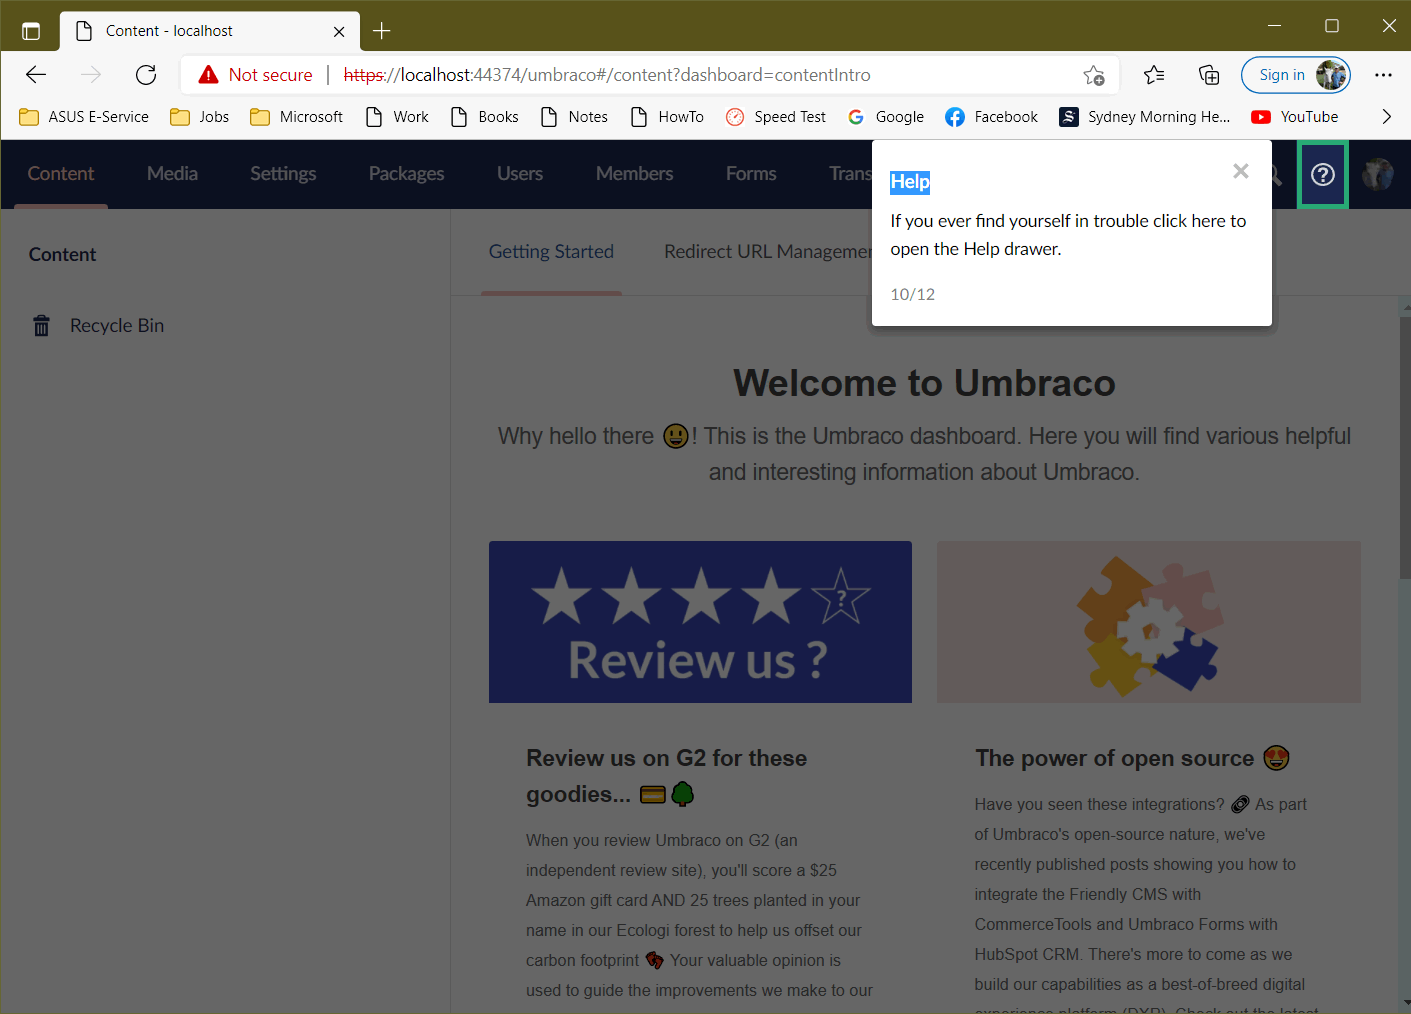 Content - localhost
Not secure | https://localhost:44374/umbraco#/content?dashboard=contentIntro
Sign in
ASUS E-Service
Jobs
Microsoft
Work
Books
Notes
HowTo
Speed Test
Google
Facebook
Sydney Morning He...
YouTube
Content
Media
Settings
Packages
Users
Members
Forms
Trans
Help
If you ever find yourself in trouble click here to
open the Help drawer.
10/12
Content
Recycle Bin
Getting Started
Redirect URL Managemen
Welcome to Umbraco
Why hello there 😃! This is the Umbraco dashboard. Here you will find various helpful
and interesting information about Umbraco.
?
Review us ?
Review us on G2 for these
goodies... 💳🌳
When you review Umbraco on G2 (an
independent review site), you'll score a $25
Amazon gift card AND 25 trees planted in your
name in our Ecologi forest to help us offset our
carbon footprint 👣 Your valuable opinion is
used to guide the improvements we make to our
The power of open source 😍
Have you seen these integrations? 🔗 As part
of Umbraco's open-source nature, we've
recently published posts showing you how to
integrate the Friendly CMS with
CommerceTools and Umbraco Forms with
HubSpot CRM. There's more to come as we
build our capabilities as a best-of-breed digital
experience platform (DXP). Check out the latest